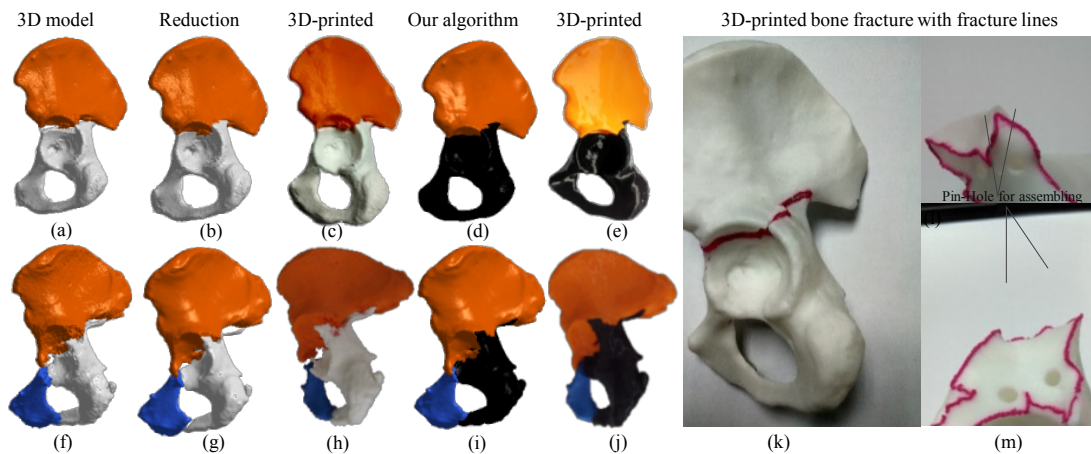 3D model Reduction 3D-printed Our algorithm 3D-printed 3D-printed bone fracture with fracture lines
(a) (b) (c) (d) (e)
Pin-Hole for assembling
(l)
(f) (g) (h) (i) (j) (k) (m)